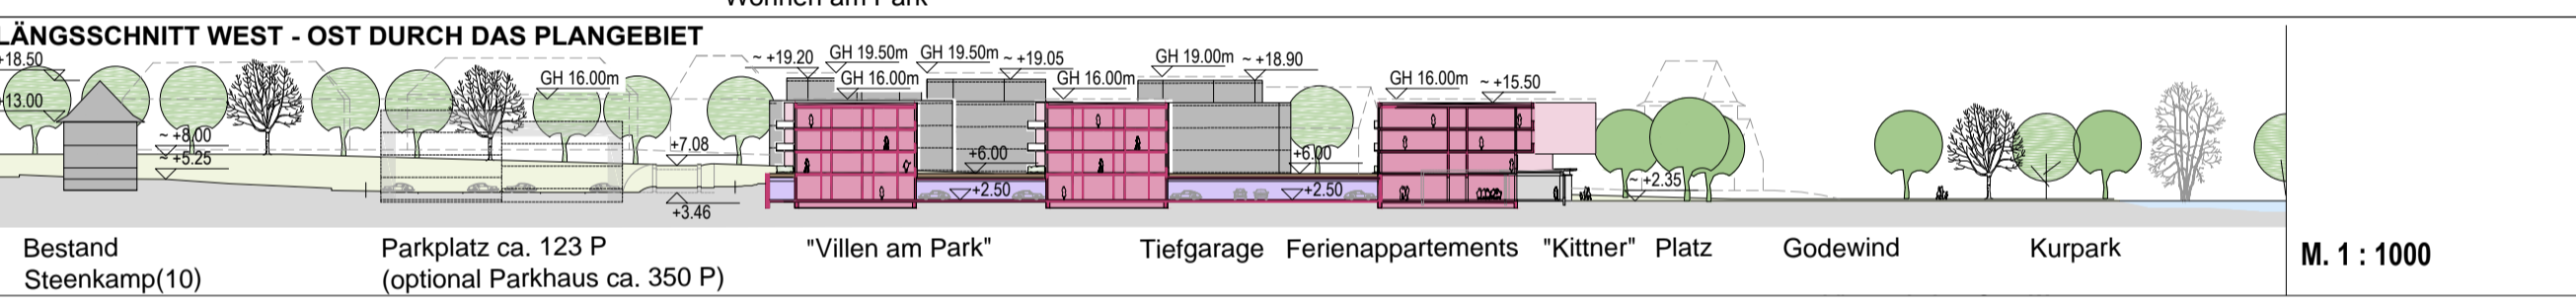 Wohnen am Park
LÄNGSSCHNITT WEST - OST DURCH DAS PLANGEBIET
+18.50
+13.00
~ +8.00
~ +5.25
GH 16.00m
+7.08
+3.46
~ +19.20
GH 19.50m
GH 16.00m
GH 19.50m
~ +19.05
+6.00
+2.50
GH 16.00m
GH 19.00m
~ +18.90
+6.00
+2.50
GH 16.00m
~ +15.50
~ +2.35
Bestand
Steenkamp(10)
Parkplatz ca. 123 P
(optional Parkhaus ca. 350 P)
"Villen am Park"
Tiefgarage
Ferienappartements
"Kittner"
Platz
Godewind
Kurpark
M. 1 : 1000